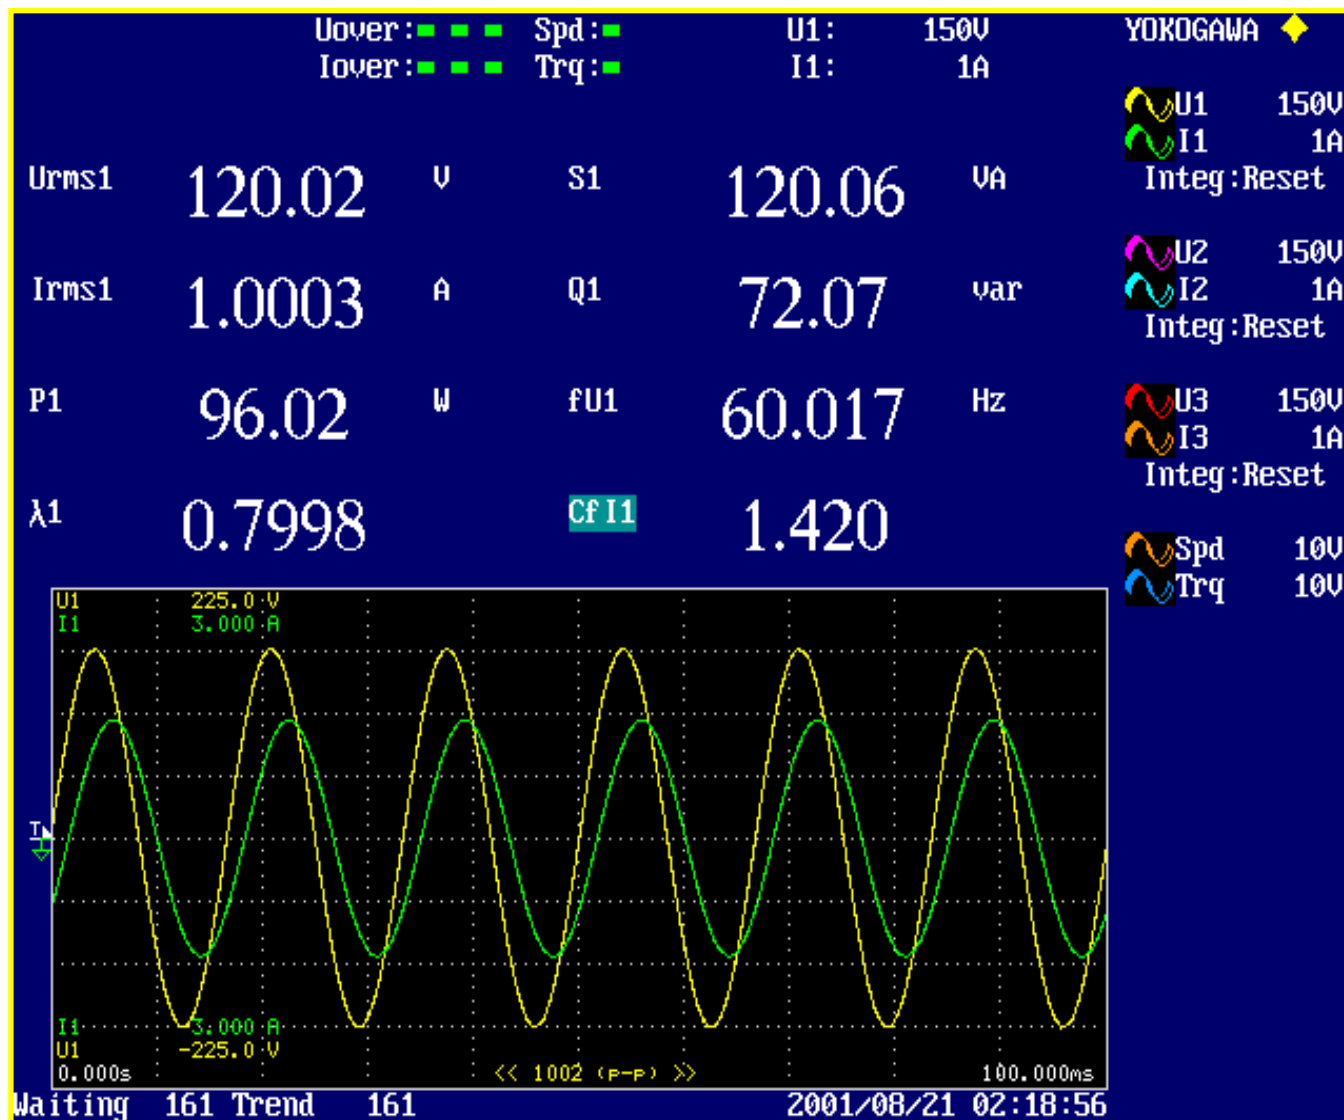 Uover: Spd: U1: 150V YOKOGAWA
Iover: Trq: I1: 1A
U1 150V
I1 1A
Integ:Reset
U2 150V
I2 1A
Integ:Reset
U3 150V
I3 1A
Integ:Reset
Spd 10V
Trq 10V
Urms1 120.02 V S1 120.06 VA
Irms1 1.0003 A Q1 72.07 var
P1 96.02 W fU1 60.017 Hz
λ1 0.7998 CfI1 1.420
U1 225.0 V
I1 3.000 A
T
I1 -3.000 A
U1 -225.0 V
0.000s << 1002 (p-p) >> 100.000ms
Waiting 161 Trend 161 2001/08/21 02:18:56